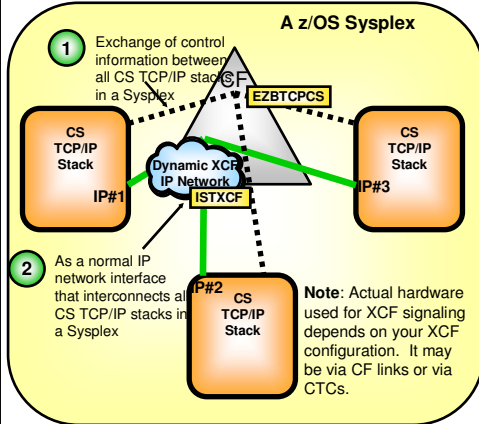 A z/OS Sysplex
1
Exchange of control
information between
all CS TCP/IP stacks
in a Sysplex
CF
EZBTCPCS
CS
TCP/IP
Stack
IP#1
Dynamic XCF
IP Network
ISTXCF
CS
TCP/IP
Stack
IP#3
2
As a normal IP
network interface
that interconnects all
CS TCP/IP stacks in
a Sysplex
IP#2
CS
TCP/IP
Stack
Note: Actual hardware
used for XCF signaling
depends on your XCF
configuration. It may
be via CF links or via
CTCs.